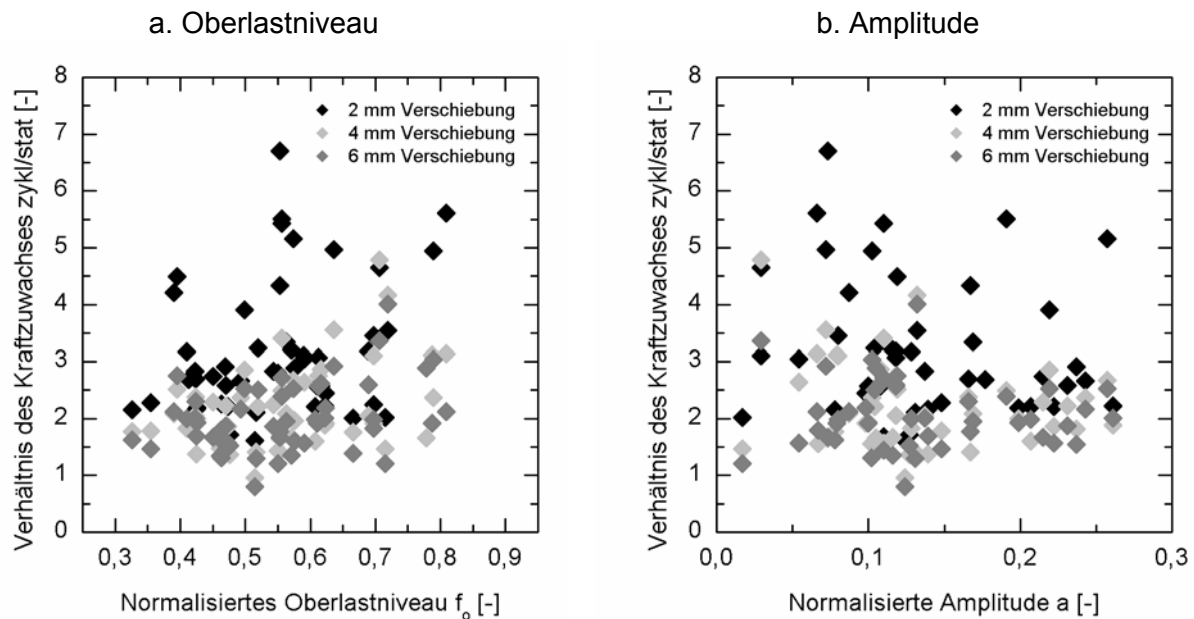 a. Oberlastniveau
Verhältnis des Kraftzuwachses zykl/stat [-]
8
7
6
5
4
3
2
1
0
2 mm Verschiebung
4 mm Verschiebung
6 mm Verschiebung
0,3 0,4 0,5 0,6 0,7 0,8 0,9
Normalisiertes Oberlastniveau fo [-]
b. Amplitude
Verhältnis des Kraftzuwachses zykl/stat [-]
8
7
6
5
4
3
2
1
0
2 mm Verschiebung
4 mm Verschiebung
6 mm Verschiebung
0,0 0,1 0,2 0,3
Normalisierte Amplitude a [-]